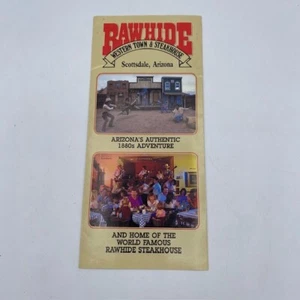 RAWHIDE
WESTERN TOWN & STEAKHOUSE
Scottsdale, Arizona
ARIZONA'S AUTHENTIC
1880s ADVENTURE
AND HOME OF THE
WORLD FAMOUS
RAWHIDE STEAKHOUSE